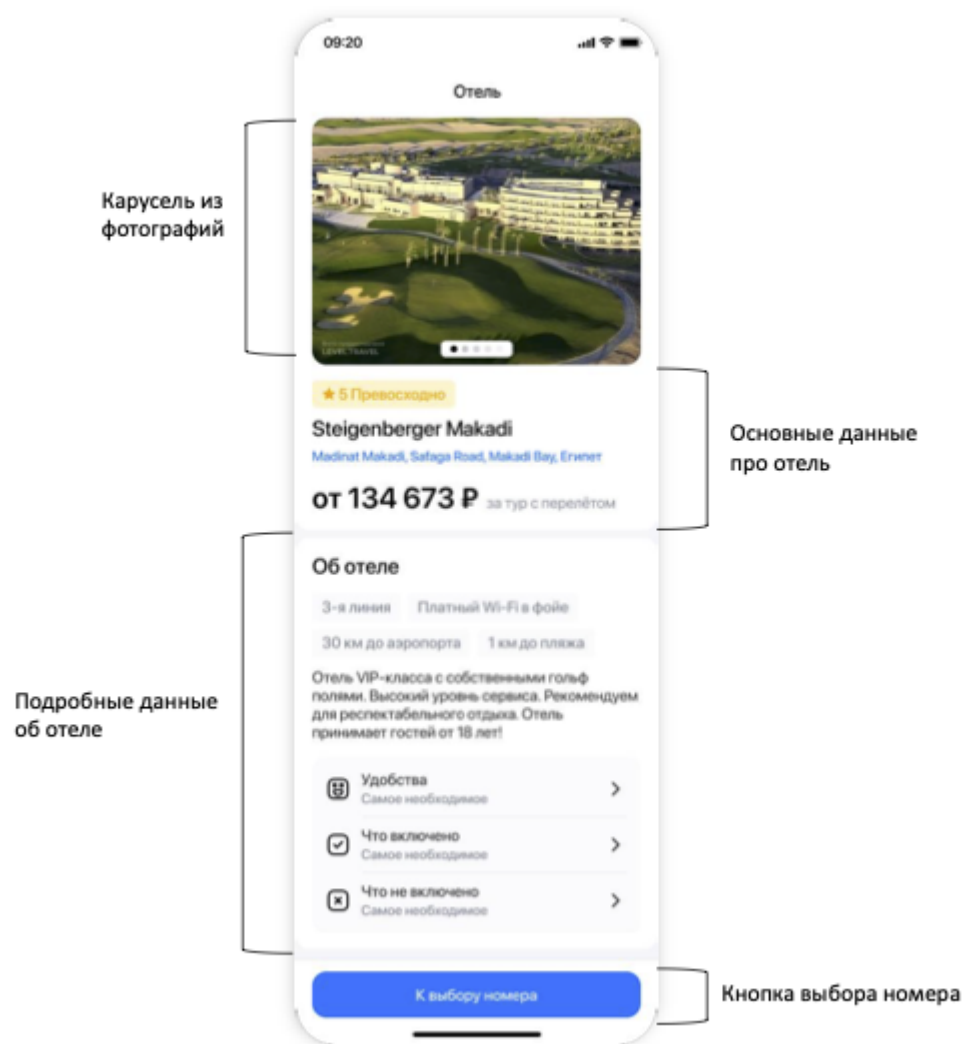 09:20
Отель
Карусель из
фотографий
LEVEL.TRAVEL
★ 5 Превосходно
Steigenberger Makadi
Madinat Makadi, Safaga Road, Makadi Bay, Египет
от 134 673 ₽ за тур с перелётом
Основные данные
про отель
Об отеле
3-я линия Платный Wi-Fi в фойе
30 км до аэропорта 1 км до пляжа
Отель VIP-класса с собственными гольф
полями. Высокий уровень сервиса. Рекомендуем
для респектабельного отдыха. Отель
принимает гостей от 18 лет!
Подробные данные
об отеле
Удобства
Самое необходимое
Что включено
Самое необходимое
Что не включено
Самое необходимое
К выбору номера
Кнопка выбора номера